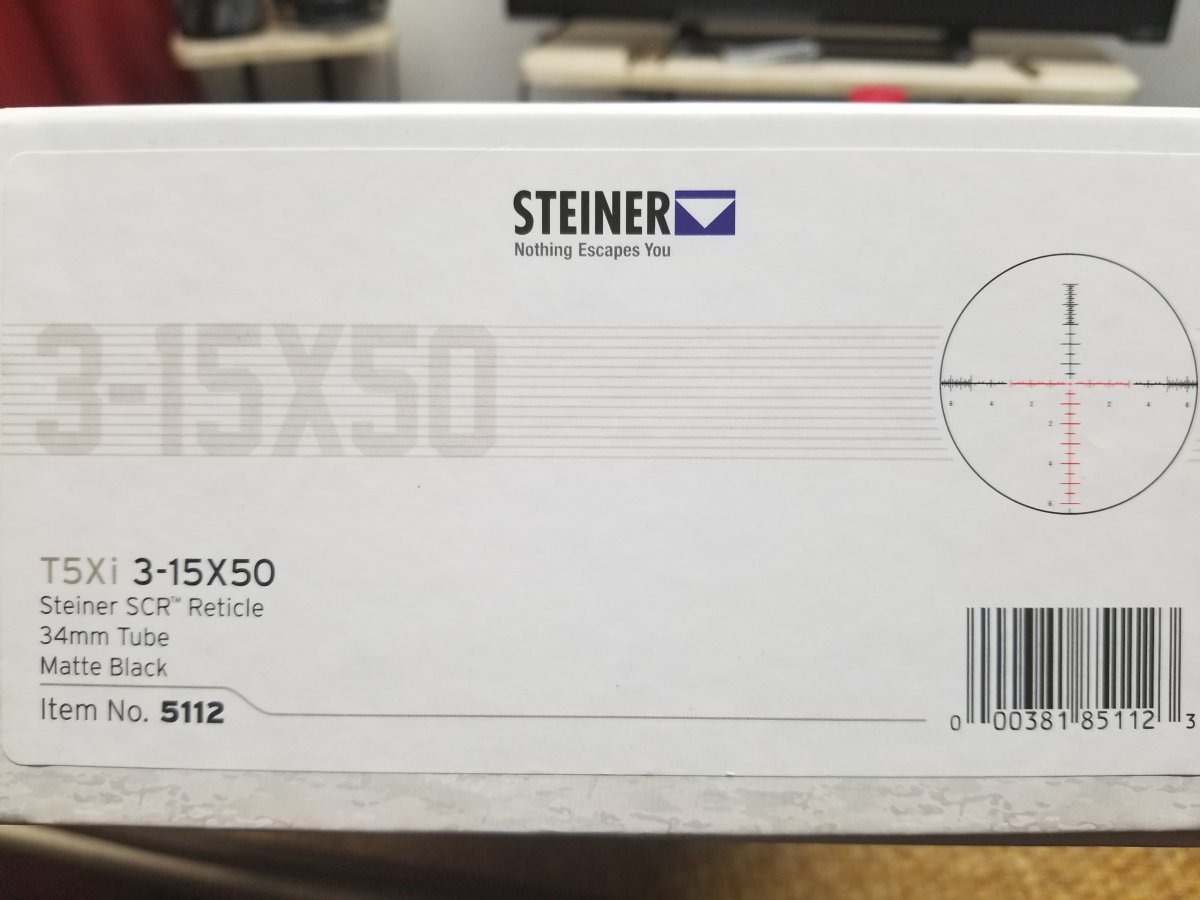 STEINER
Nothing Escapes You
3-15X50
6 4 2 2 4 6
2
4
6
T5Xi 3-15X50
Steiner SCR™ Reticle
34mm Tube
Matte Black
Item No. 5112
0 00381 85112 3